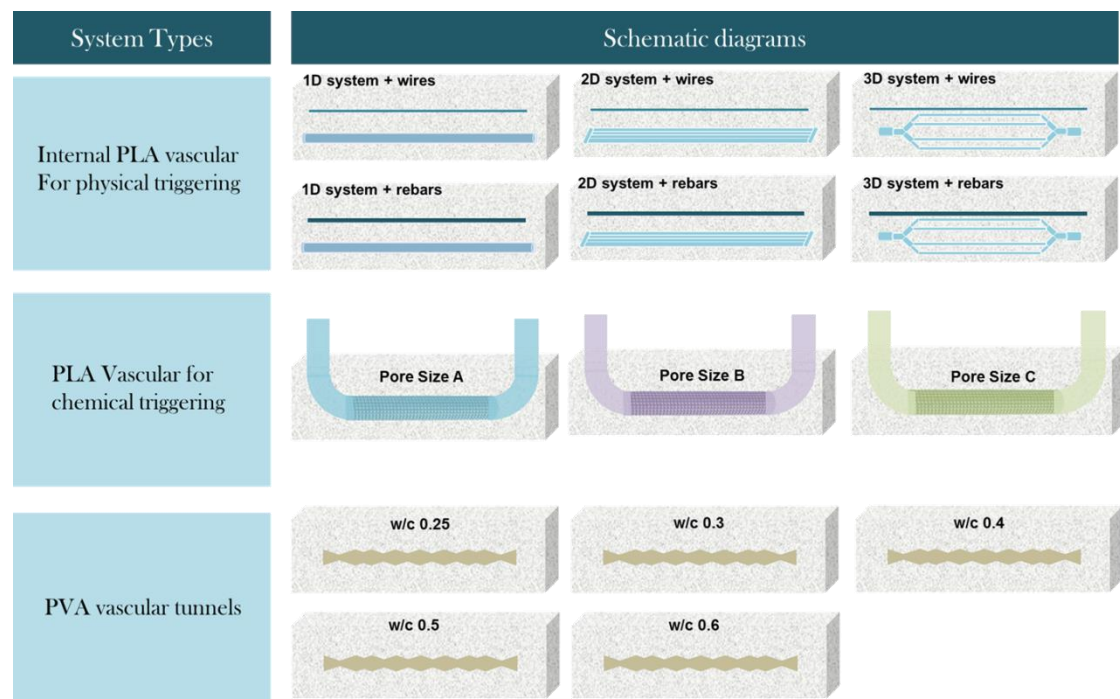 System Types
Schematic diagrams
Internal PLA vascular
For physical triggering
1D system + wires
2D system + wires
3D system + wires
1D system + rebars
2D system + rebars
3D system + rebars
PLA Vascular for
chemical triggering
Pore Size A
Pore Size B
Pore Size C
PVA vascular tunnels
w/c 0.25
w/c 0.3
w/c 0.4
w/c 0.5
w/c 0.6